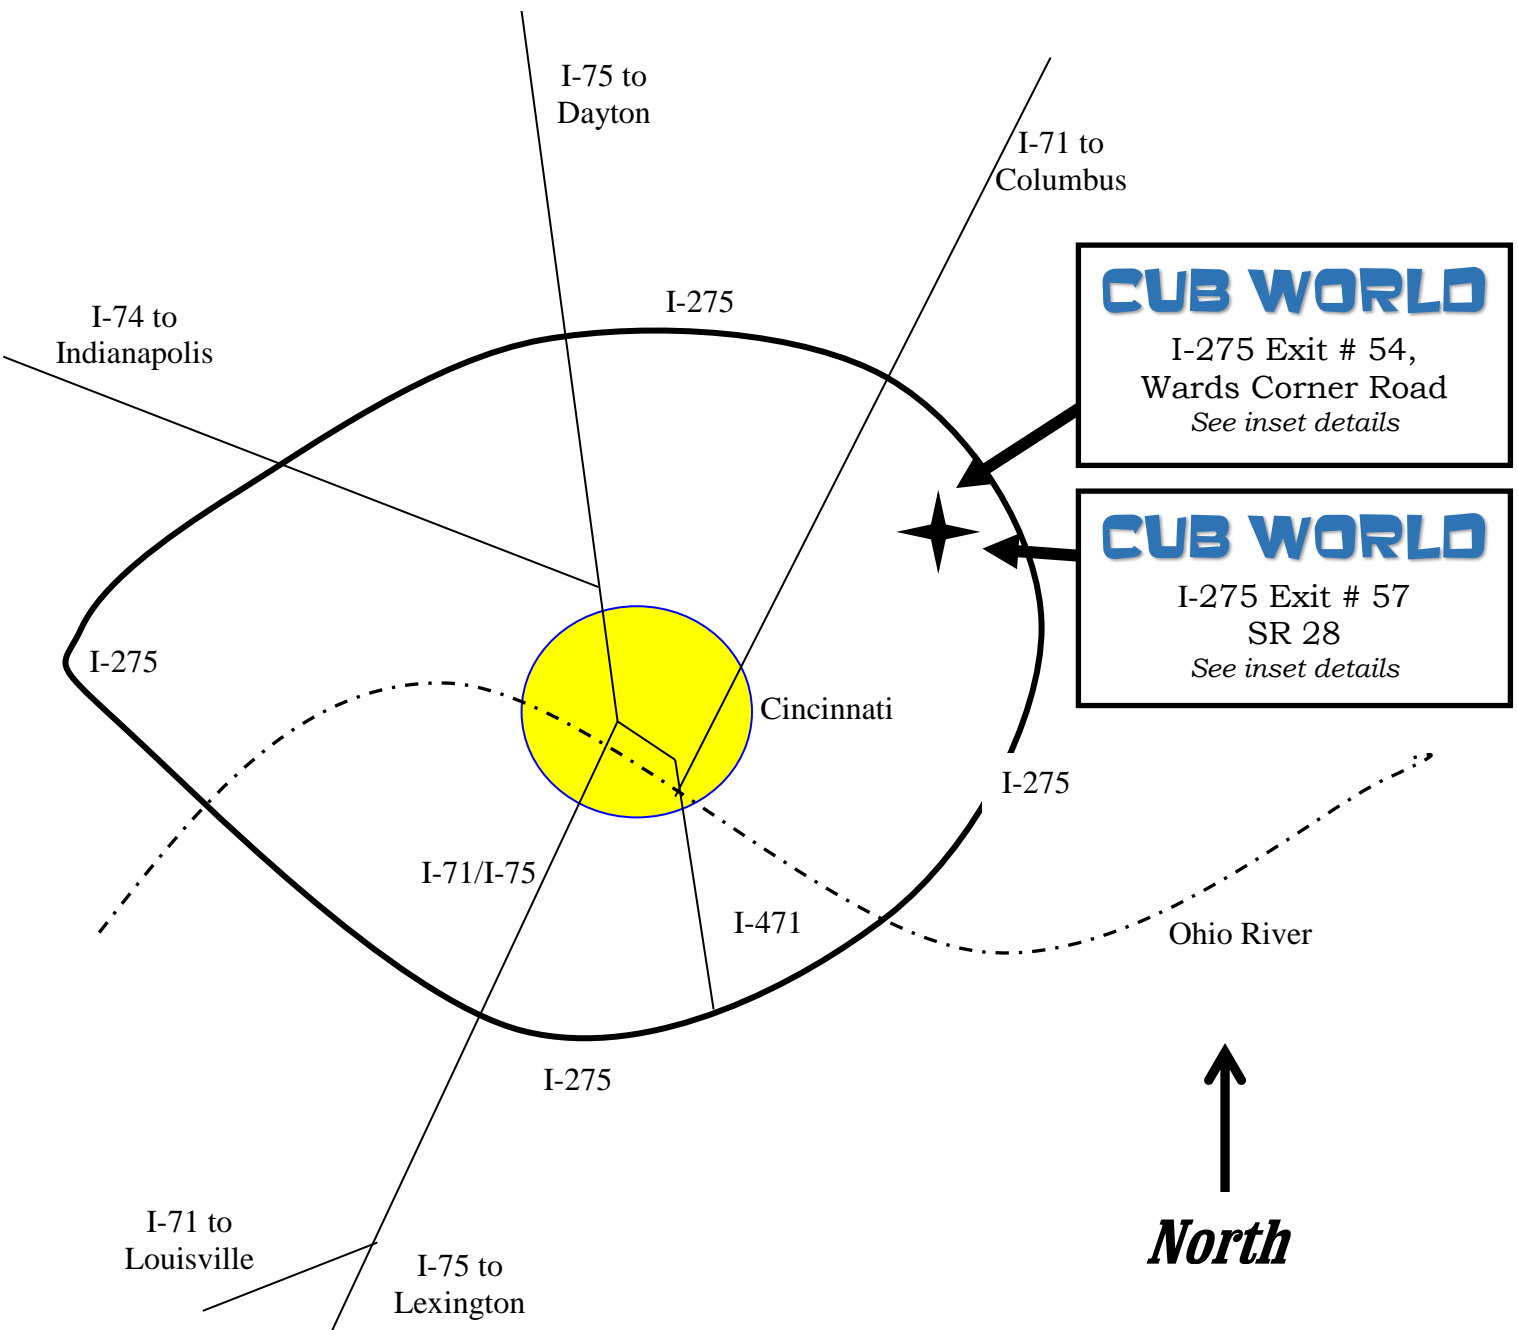 I-75 to
Dayton
I-71 to
Columbus
CUB WORLD
I-275 Exit # 54,
Wards Corner Road
See inset details
I-275
I-74 to
Indianapolis
CUB WORLD
I-275 Exit # 57
SR 28
See inset details
I-275
Cincinnati
I-275
I-71/I-75
I-471
Ohio River
I-275
North
I-71 to
Louisville
I-75 to
Lexington